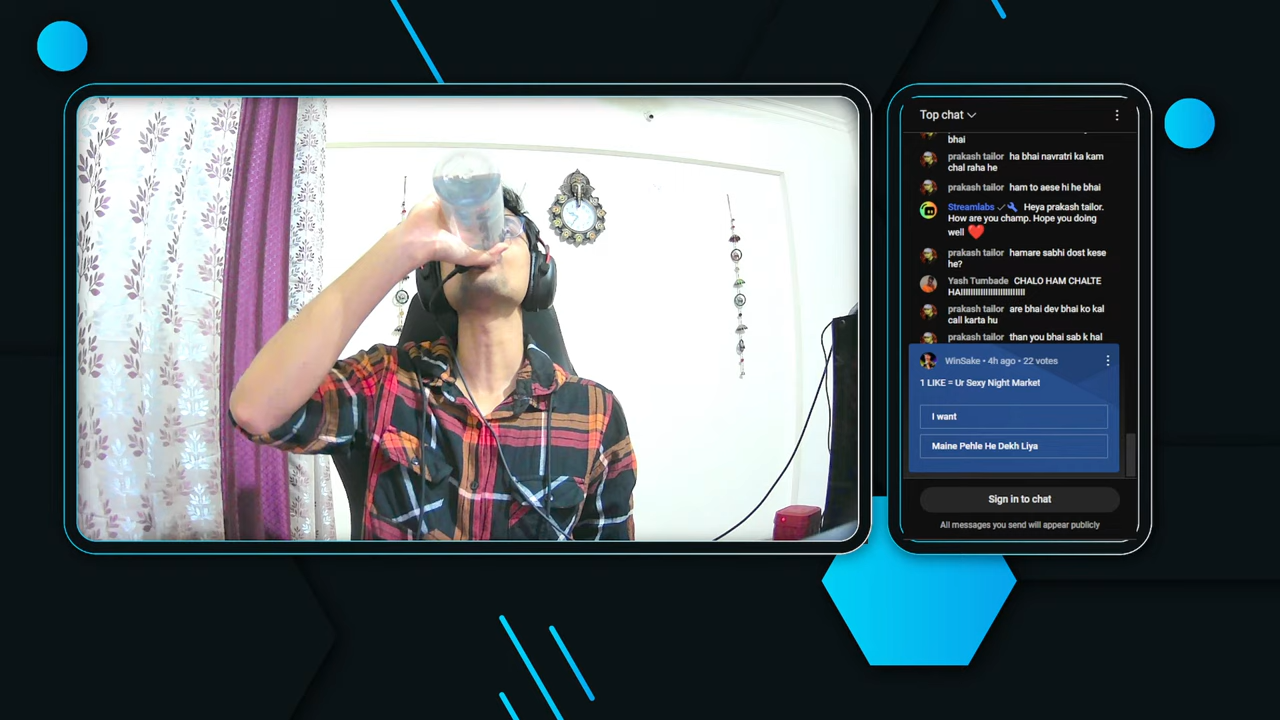 Top chat
bhai
prakash tailor ha bhai navratri ka kam
chal raha he
prakash tailor ham to aese hi he bhai
Streamlabs Heya prakash tailor.
How are you champ. Hope you doing
well ❤️
prakash tailor hamare sabhi dost kese
he?
Yash Tumbade CHALO HAM CHALTE
prakash tailor are bhai dev bhai ko kal
call karta hu
prakash tailor than you bhai sab k hal
WinSake • 4h ago • 22 votes
1 LIKE = Ur Sexy Night Market
I want
Maine Pehle He Dekh Liya
Sign in to chat
All messages you send will appear publicly